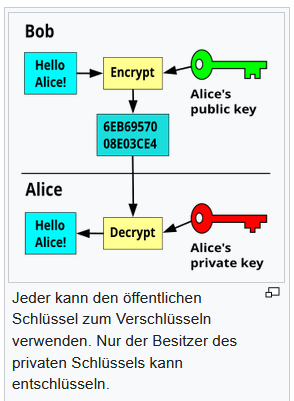 Bob
Hello
Alice!
Encrypt
Alice's
public key
6EB69570
08E03CE4
Alice
Hello
Alice!
Decrypt
Alice's
private key
Jeder kann den öffentlichen
Schlüssel zum Verschlüsseln
verwenden. Nur der Besitzer des
privaten Schlüssels kann
entschlüsseln.